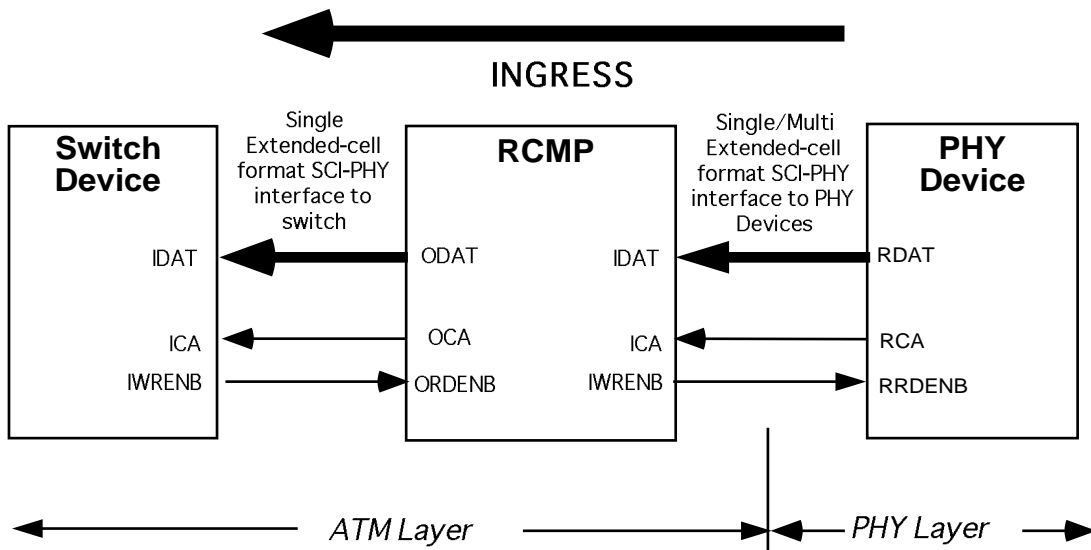 INGRESS
Switch
Device
Single
Extended-cell
format SCI-PHY
interface to
switch
RCMP
Single/Multi
Extended-cell
format SCI-PHY
interface to PHY
Devices
PHY
Device
IDAT
ODAT
IDAT
RDAT
ICA
OCA
ICA
RCA
IWRENB
ORDENB
IWRENB
RRDENB
ATM Layer
PHY Layer